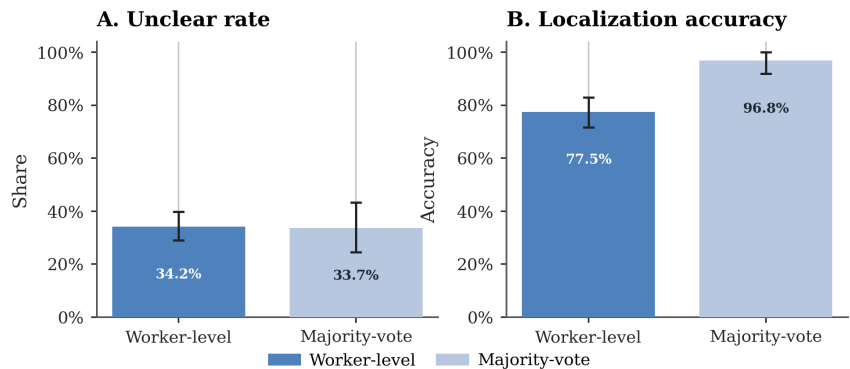 A. Unclear rate
100%
80%
60%
40%
20%
0%
Share
34.2%
33.7%
Worker-level
Majority-vote
B. Localization accuracy
100%
80%
60%
40%
20%
0%
Accuracy
77.5%
96.8%
Worker-level
Majority-vote
Worker-level
Majority-vote